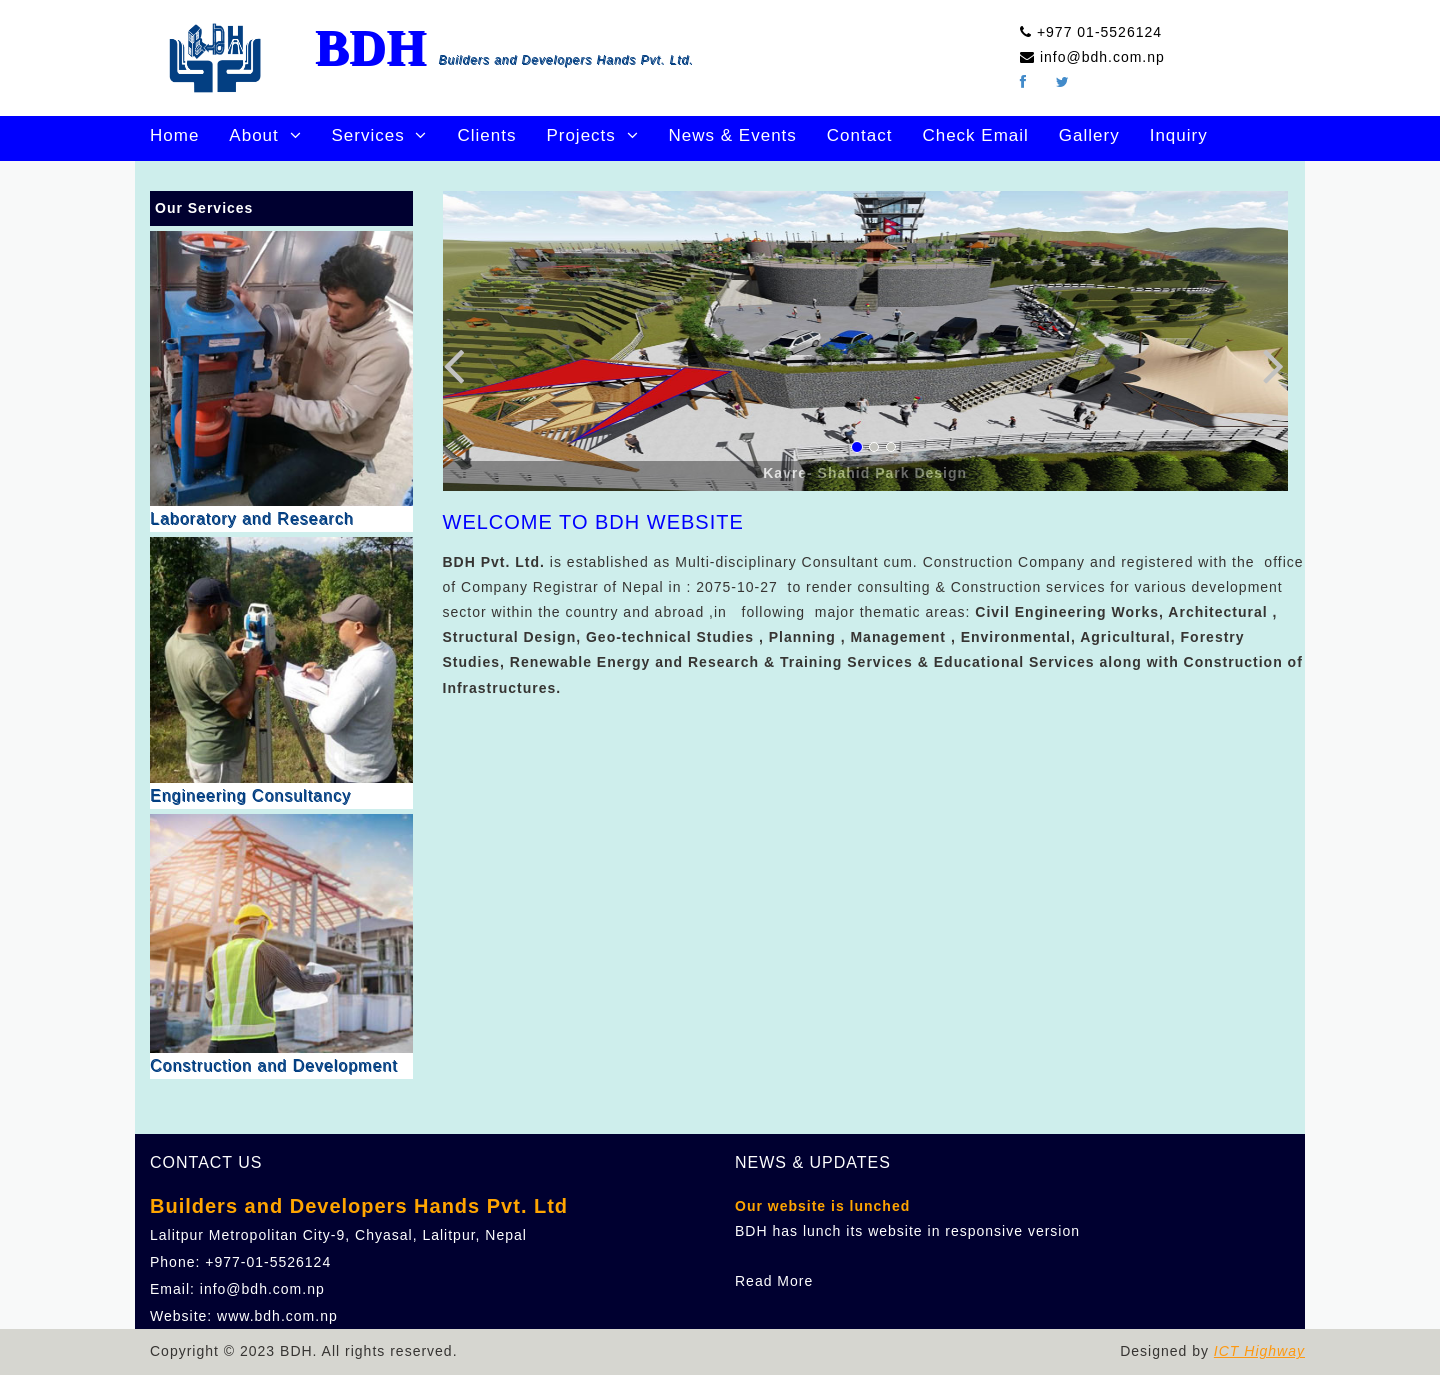 BDH
BDH Builders and Developers Hands Pvt. Ltd.
+977 01-5526124
info@bdh.com.np
Home About Services Clients Projects News & Events Contact Check Email Gallery Inquiry
Our Services
Laboratory and Research
Engineering Consultancy
Construction and Development
Kavre- Shahid Park Design
WELCOME TO BDH WEBSITE
BDH Pvt. Ltd. is established as Multi-disciplinary Consultant cum. Construction Company and registered with the office
of Company Registrar of Nepal in : 2075-10-27 to render consulting & Construction services for various development
sector within the country and abroad ,in following major thematic areas: Civil Engineering Works, Architectural ,
Structural Design, Geo-technical Studies , Planning , Management , Environmental, Agricultural, Forestry
Studies, Renewable Energy and Research & Training Services & Educational Services along with Construction of
Infrastructures.
CONTACT US
Builders and Developers Hands Pvt. Ltd
Lalitpur Metropolitan City-9, Chyasal, Lalitpur, Nepal
Phone: +977-01-5526124
Email: info@bdh.com.np
Website: www.bdh.com.np
NEWS & UPDATES
Our website is lunched
BDH has lunch its website in responsive version
Read More
Copyright © 2023 BDH. All rights reserved.
Designed by ICT Highway